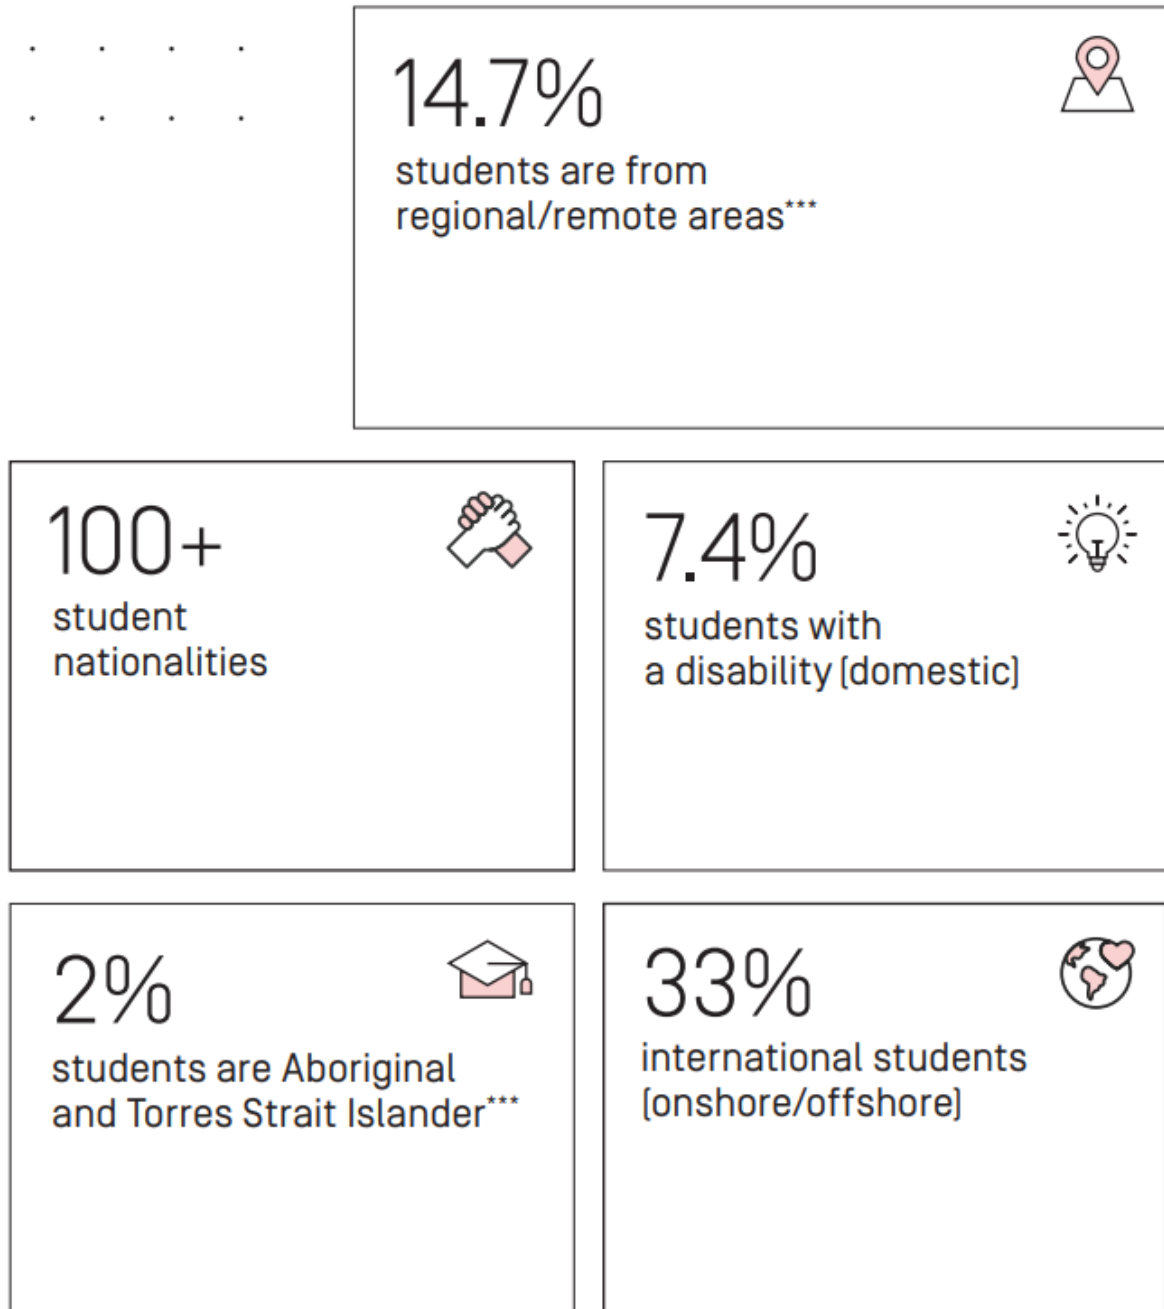 14.7%
students are from
regional/remote areas***
100+
student
nationalities
7.4%
students with
a disability (domestic)
2%
students are Aboriginal
and Torres Strait Islander***
33%
international students
(onshore/offshore)